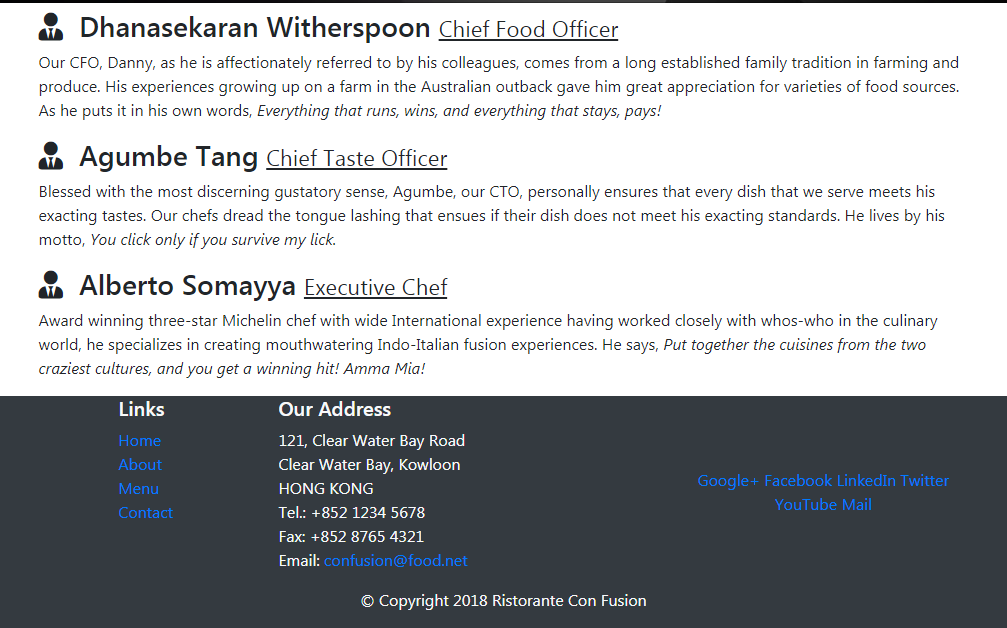 Dhanasekaran Witherspoon Chief Food Officer
Our CFO, Danny, as he is affectionately referred to by his colleagues, comes from a long established family tradition in farming and
produce. His experiences growing up on a farm in the Australian outback gave him great appreciation for varieties of food sources.
As he puts it in his own words, Everything that runs, wins, and everything that stays, pays!
Agumbe Tang Chief Taste Officer
Blessed with the most discerning gustatory sense, Agumbe, our CTO, personally ensures that every dish that we serve meets his
exacting tastes. Our chefs dread the tongue lashing that ensues if their dish does not meet his exacting standards. He lives by his
motto, You click only if you survive my lick.
Alberto Somayya Executive Chef
Award winning three-star Michelin chef with wide International experience having worked closely with whos-who in the culinary
world, he specializes in creating mouthwatering Indo-Italian fusion experiences. He says, Put together the cuisines from the two
craziest cultures, and you get a winning hit! Amma Mia!
Links
Home
About
Menu
Contact
Our Address
121, Clear Water Bay Road
Clear Water Bay, Kowloon
HONG KONG
Tel.: +852 1234 5678
Fax: +852 8765 4321
Email: confusion@food.net
Google+ Facebook LinkedIn Twitter
YouTube Mail
© Copyright 2018 Ristorante Con Fusion